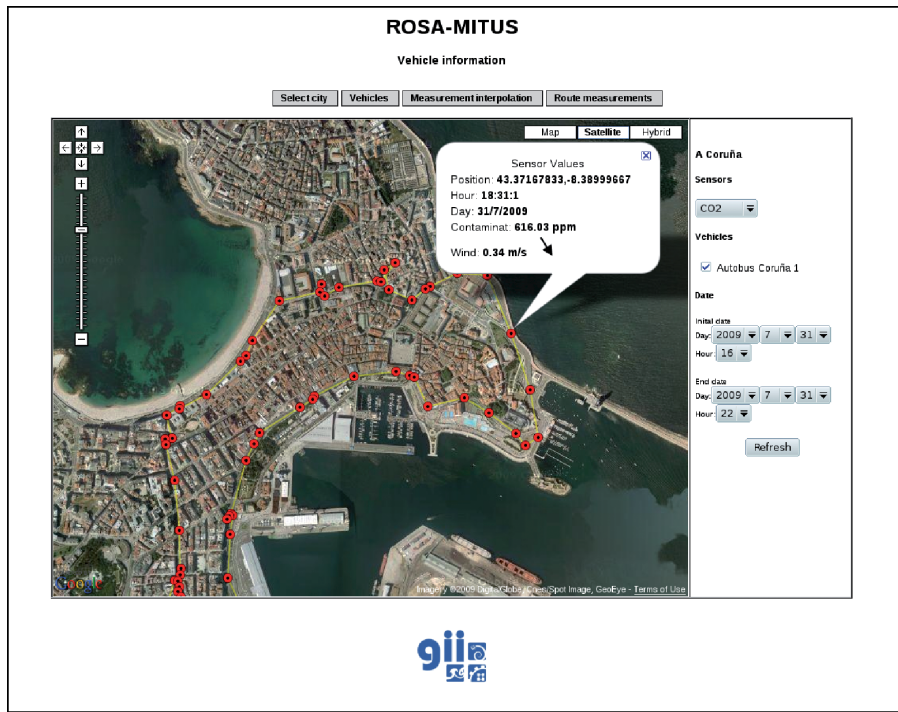 ROSA-MITUS
Vehicle information
Select city
Vehicles
Measurement interpolation
Route measurements
Map
Satellite
Hybrid
Sensor Values
Position: 43.37167833,-8.38999667
Hour: 18:31:1
Day: 31/7/2009
Contaminat: 616.03 ppm
Wind: 0.34 m/s
Imagery ©2009 DigitalGlobe, Cnes/Spot Image, GeoEye - Terms of Use
A Coruña
Sensors
CO2
Vehicles
Autobus Coruña 1
Date
Inital date
Day: 2009 7 31
Hour: 16
End date
Day: 2009 7 31
Hour: 22
Refresh
gii